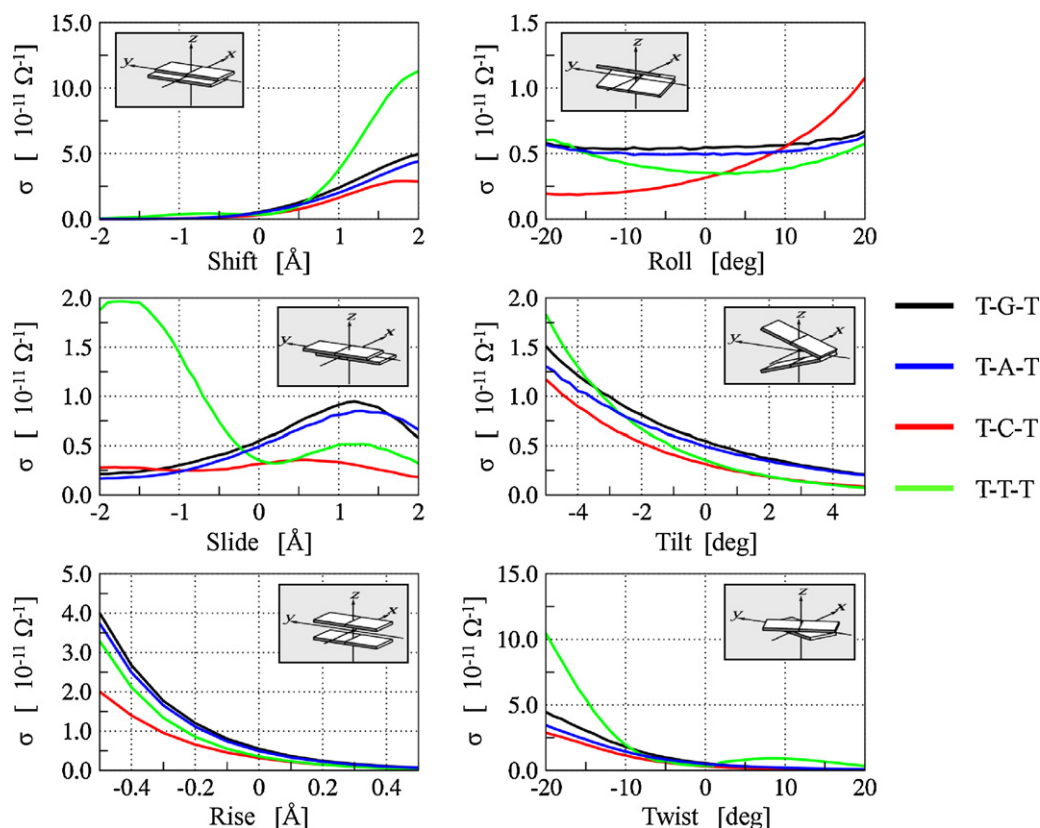 15.0
10.0
5.0
0.0
σ [ 10⁻¹¹ Ω⁻¹]
z
x
y
-2
-1
0
1
2
Shift [Å]
1.5
1.0
0.5
0.0
σ [ 10⁻¹¹ Ω⁻¹]
z
x
y
-20
-10
0
10
20
Roll [deg]
2.0
1.5
1.0
0.5
0.0
σ [ 10⁻¹¹ Ω⁻¹]
z
x
y
-2
-1
0
1
2
Slide [Å]
2.0
1.5
1.0
0.5
0.0
σ [ 10⁻¹¹ Ω⁻¹]
z
x
y
-4
-2
0
2
4
Tilt [deg]
T-G-T
T-A-T
T-C-T
T-T-T
5.0
4.0
3.0
2.0
1.0
0.0
σ [ 10⁻¹¹ Ω⁻¹]
z
x
y
-0.4
-0.2
0
0.2
0.4
Rise [Å]
15.0
10.0
5.0
0.0
σ [ 10⁻¹¹ Ω⁻¹]
z
x
y
-20
-10
0
10
20
Twist [deg]